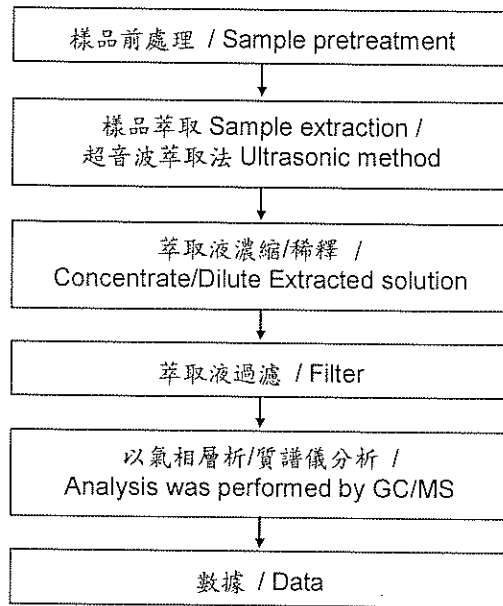 樣品前處理 / Sample pretreatment
樣品萃取 Sample extraction /
超音波萃取法 Ultrasonic method
萃取液濃縮/稀釋 /
Concentrate/Dilute Extracted solution
萃取液過濾 / Filter
以氣相層析/質譜儀分析 /
Analysis was performed by GC/MS
數據 / Data